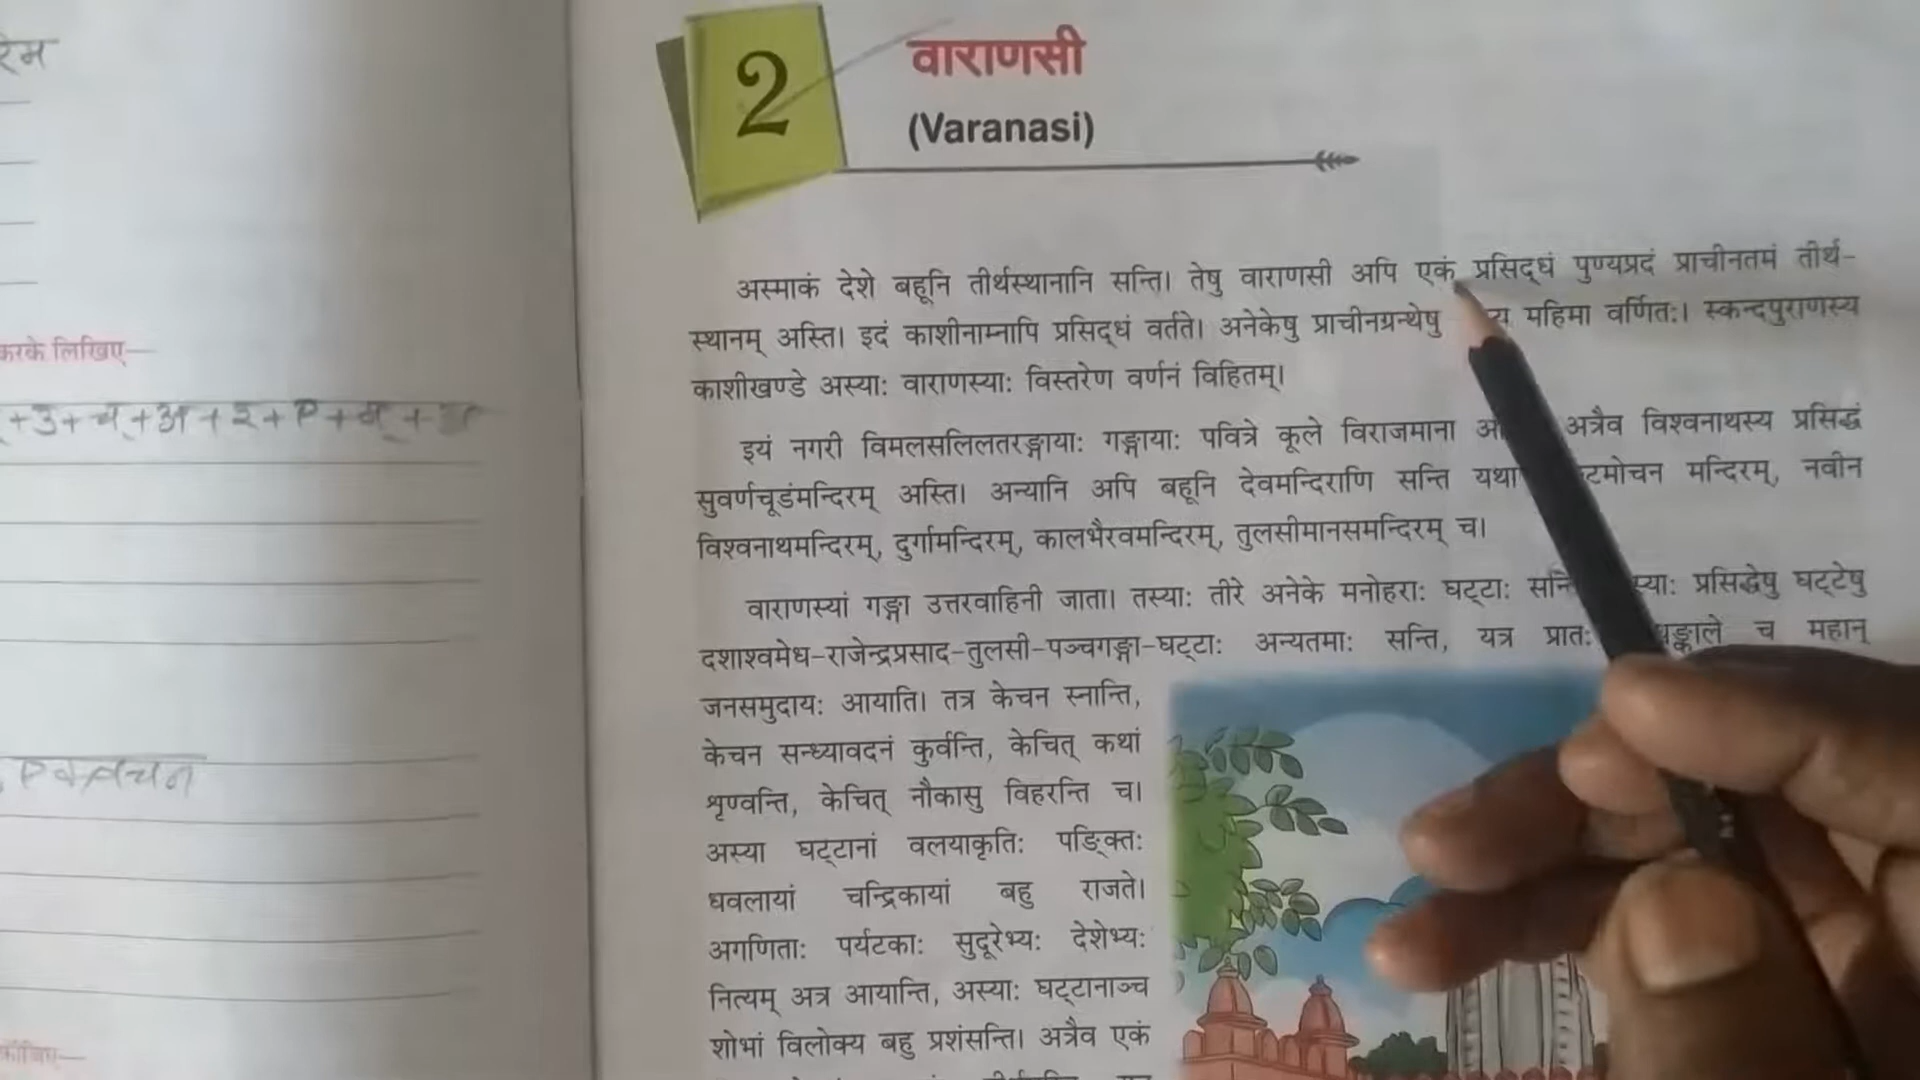 रेम
करके लिखिए—
+उ+च्+अ+
वचन
कीजिए—
2
वाराणसी
(Varanasi)
अस्माकं देशे बहूनि तीर्थस्थानानि सन्ति। तेषु वाराणसी अपि एकं प्रसिद्धं पुण्यप्रदं प्राचीनतमं तीर्थ-
स्थानम् अस्ति। इदं काशीनाम्नापि प्रसिद्धं वर्तते। अनेकेषु प्राचीनग्रन्थेषु महिमा वर्णितः। स्कन्दपुराणस्य
काशीखण्डे अस्याः वाराणस्याः विस्तरेण वर्णनं विहितम्।
इयं नगरी विमलसलिलतरङ्गायाः गङ्गायाः पवित्रे कूले विराजमाना अत्रैव विश्वनाथस्य प्रसिद्धं
सुवर्णचूडंमन्दिरम् अस्ति। अन्यानि अपि बहूनि देवमन्दिराणि सन्ति यथा टमोचन मन्दिरम्, नवीन
विश्वनाथमन्दिरम्, दुर्गामन्दिरम्, कालभैरवमन्दिरम्, तुलसीमानसमन्दिरम् च।
वाराणस्यां गङ्गा उत्तरवाहिनी जाता। तस्याः तीरे अनेके मनोहराः घट्टाः प्रसिद्धेषु घट्टेषु
दशाश्वमेध-राजेन्द्रप्रसाद-तुलसी-पञ्चगङ्गा-घट्टाः अन्यतमाः सन्ति, यत्र प्रातः च महान्
जनसमुदायः आयाति। तत्र केचन स्नान्ति,
केचन सन्ध्यावदनं कुर्वन्ति, केचित् कथां
शृण्वन्ति, केचित् नौकासु विहरन्ति च।
अस्या घट्टानां वलयाकृतिः पङ्क्तिः
धवलायां चन्द्रिकायां बहु राजते।
अगणिताः पर्यटकाः सुदूरेभ्यः देशेभ्यः
नित्यम् अत्र आयान्ति, अस्याः घट्टानाञ्च
शोभां विलोक्य बहु प्रशंसन्ति। अत्रैव एकं